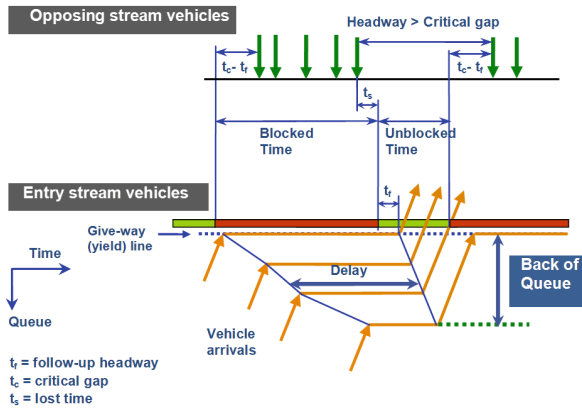 Opposing stream vehicles
Headway > Critical gap
tc- tf
tc- tf
ts
Blocked
Time
Unblocked
Time
Entry stream vehicles
tf
Give-way
(yield) line
Time
Delay
Back of
Queue
Queue
Vehicle
arrivals
tf = follow-up headway
tc = critical gap
ts = lost time